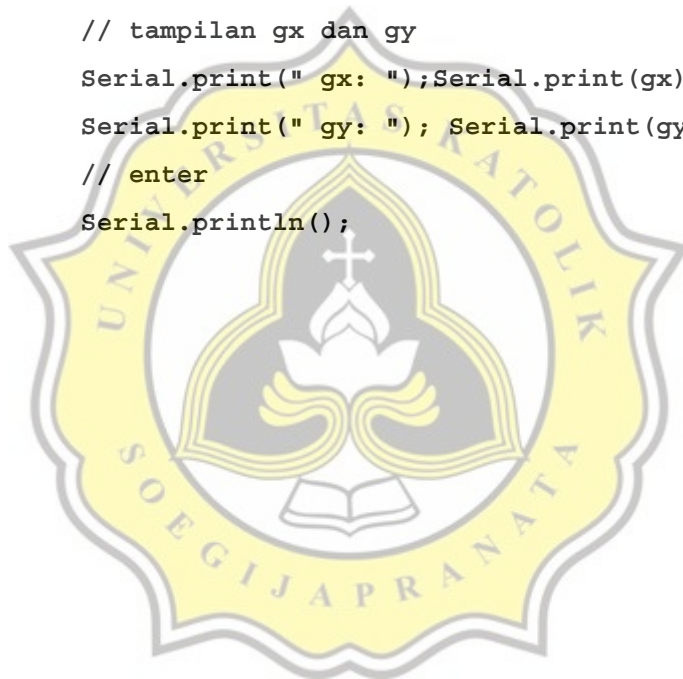 // tampilan gx dan gy
Serial.print(" gx: ");Serial.print(gx)
Serial.print(" gy: "); Serial.print(gy
// enter
Serial.println();
UNIVERSITAS KATOLIK
SOEGIJAPRANATA